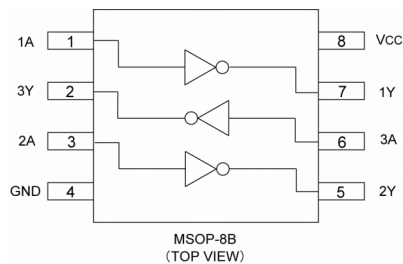 1A 1 8 VCC
3Y 2 7 1Y
2A 3 6 3A
GND 4 5 2Y
MSOP-8B
(TOP VIEW)